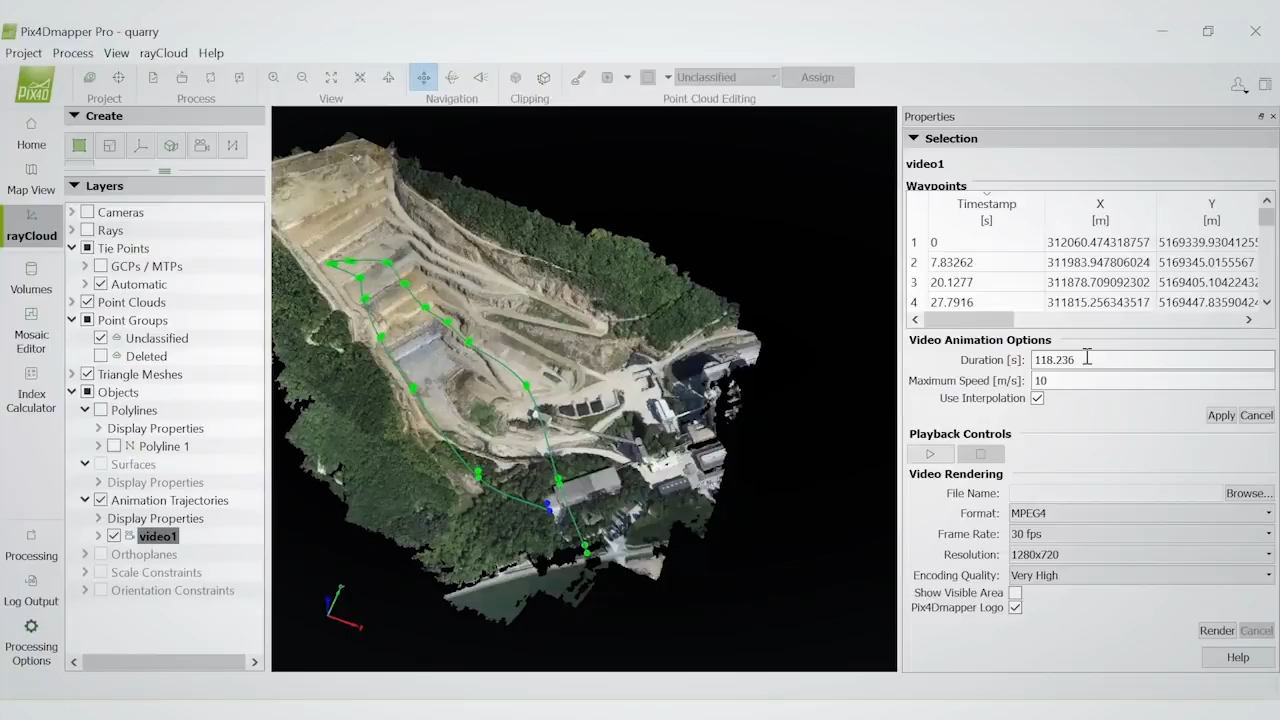 Pix4Dmapper Pro - quarry
Project Process View rayCloud Help
PIX4D
Unclassified
Assign
Project
Process
View
Navigation
Clipping
Point Cloud Editing
Home
Map View
rayCloud
Volumes
Mosaic
Editor
Index
Calculator
Processing
Log Output
Processing
Options
Create
Layers
Cameras
Rays
Tie Points
GCPs / MTPs
Automatic
Point Clouds
Point Groups
Unclassified
Deleted
Triangle Meshes
Objects
Polylines
Display Properties
Polyline 1
Surfaces
Display Properties
Animation Trajectories
Display Properties
video1
Orthoplanes
Scale Constraints
Orientation Constraints
Properties
Selection
video1
Waypoints
Timestamp X Y
[s] [m] [m]
1 0 312060.474318757 5169339.93041255
2 7.83262 311983.947806024 5169345.0155567
3 20.1277 311878.709092302 5169405.10422432
4 27.7916 311815.256343517 5169447.83590424
Video Animation Options
Duration [s]: 118.236
Maximum Speed [m/s]: 10
Use Interpolation
Apply Cancel
Playback Controls
Video Rendering
File Name: Browse...
Format: MPEG4
Frame Rate: 30 fps
Resolution: 1280x720
Encoding Quality: Very High
Show Visible Area
Pix4Dmapper Logo
Render Cancel
Help